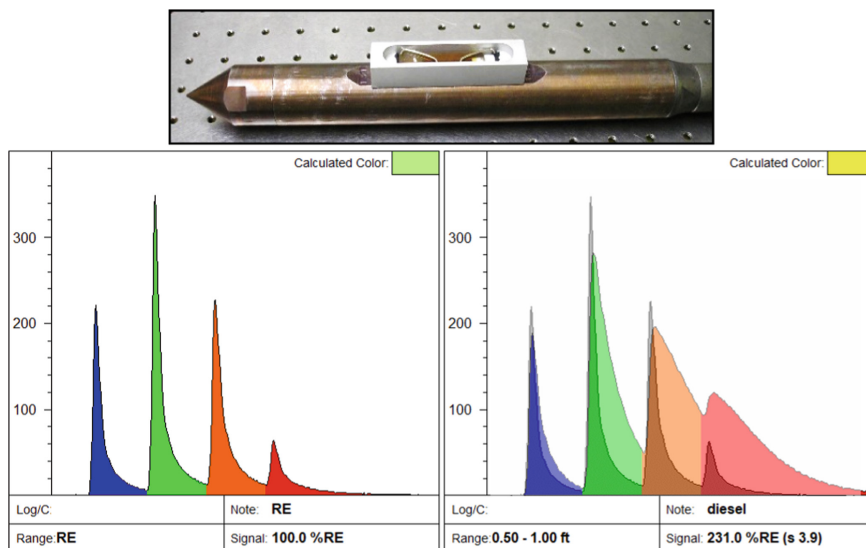 Calculated Color:
300
200
100
Log/C:
Note: RE
Range:RE
Signal: 100.0 %RE
Calculated Color:
300
200
100
Log/C:
Note: diesel
Range:0.50 - 1.00 ft
Signal: 231.0 %RE (s 3.9)